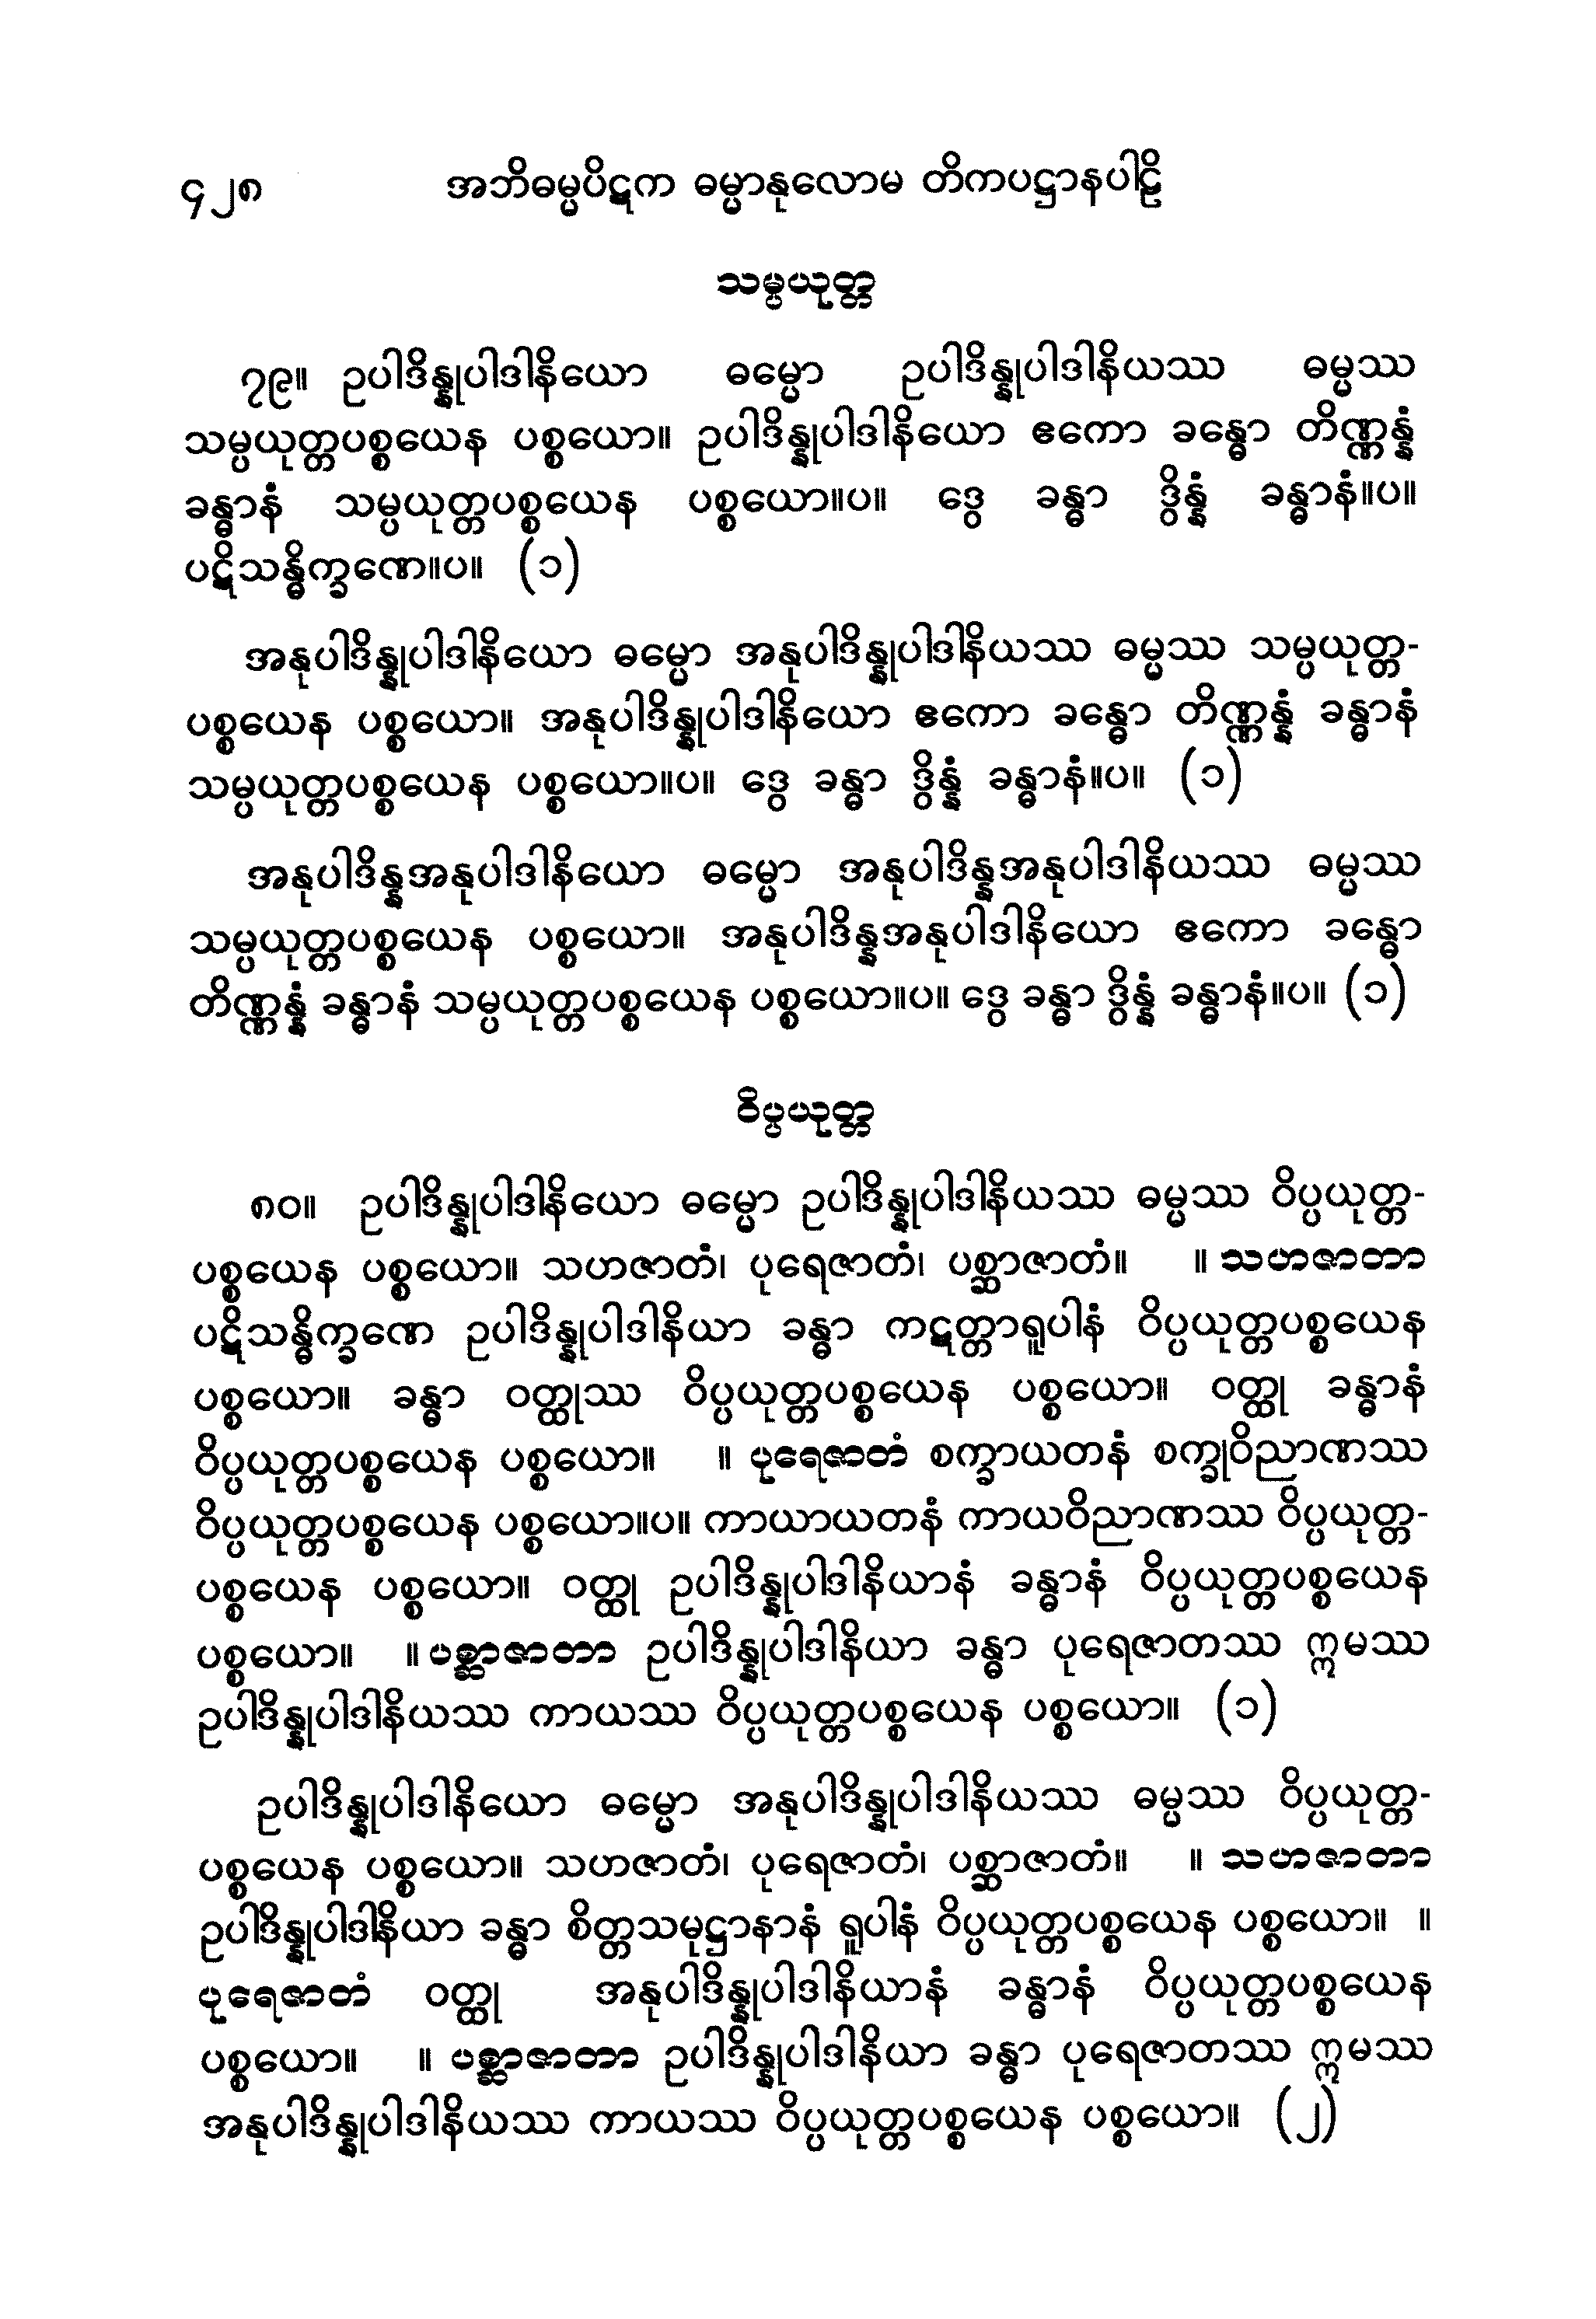 ၄၂၈ အဘိဓမ္မပိဋက ဓမ္မာနုလောမ တိကပဋ္ဌာနပါဠိ
သမ္ပယုတ္တ
၇၉။ ဥပါဒိန္နုပါဒါနိယော ဓမ္မော ဥပါဒိန္နုပါဒါနိယဿ ဓမ္မဿ
သမ္ပယုတ္တပစ္စယေန ပစ္စယော။ ဥပါဒိန္နုပါဒါနိယော ဧကော ခန္ဓော တိဏ္ဏန္နံ
ခန္ဓာနံ သမ္ပယုတ္တပစ္စယေန ပစ္စယော။ပ။ ဒွေ ခန္ဓာ ဒွိန္နံ ခန္ဓာနံ။ပ။
ပဋိသန္ဓိက္ခဏေ။ပ။ (၁)
အနုပါဒိန္နုပါဒါနိယော ဓမ္မော အနုပါဒိန္နုပါဒါနိယဿ ဓမ္မဿ သမ္ပယုတ္တ-
ပစ္စယေန ပစ္စယော။ အနုပါဒိန္နုပါဒါနိယော ဧကော ခန္ဓော တိဏ္ဏန္နံ ခန္ဓာနံ
သမ္ပယုတ္တပစ္စယေန ပစ္စယော။ပ။ ဒွေ ခန္ဓာ ဒွိန္နံ ခန္ဓာနံ။ပ။ (၁)
အနုပါဒိန္နအနုပါဒါနိယော ဓမ္မော အနုပါဒိန္နအနုပါဒါနိယဿ ဓမ္မဿ
သမ္ပယုတ္တပစ္စယေန ပစ္စယော။ အနုပါဒိန္နအနုပါဒါနိယော ဧကော ခန္ဓော
တိဏ္ဏန္နံ ခန္ဓာနံ သမ္ပယုတ္တပစ္စယေန ပစ္စယော။ပ။ ဒွေ ခန္ဓာ ဒွိန္နံ ခန္ဓာနံ။ပ။ (၁)
ဝိပ္ပယုတ္တ
၈၀။ ဥပါဒိန္နုပါဒါနိယော ဓမ္မော ဥပါဒိန္နုပါဒါနိယဿ ဓမ္မဿ ဝိပ္ပယုတ္တ-
ပစ္စယေန ပစ္စယော။ သဟဇာတံ၊ ပုရေဇာတံ၊ ပစ္ဆာဇာတံ။ ။ သဟဇာတာ
ပဋိသန္ဓိက္ခဏေ ဥပါဒိန္နုပါဒါနိယာ ခန္ဓာ ကဋတ္တာရူပါနံ ဝိပ္ပယုတ္တပစ္စယေန
ပစ္စယော။ ခန္ဓာ ဝတ္ထုဿ ဝိပ္ပယုတ္တပစ္စယေန ပစ္စယော။ ဝတ္ထု ခန္ဓာနံ
ဝိပ္ပယုတ္တပစ္စယေန ပစ္စယော။ ။ ပုရေဇာတံ စက္ခာယတနံ စက္ခုဝိညာဏဿ
ဝိပ္ပယုတ္တပစ္စယေန ပစ္စယော။ပ။ ကာယာယတနံ ကာယဝိညာဏဿ ဝိပ္ပယုတ္တ-
ပစ္စယေန ပစ္စယော။ ဝတ္ထု ဥပါဒိန္နုပါဒါနိယာနံ ခန္ဓာနံ ဝိပ္ပယုတ္တပစ္စယေန
ပစ္စယော။ ။ ပစ္ဆာဇာတာ ဥပါဒိန္နုပါဒါနိယာ ခန္ဓာ ပုရေဇာတဿ ဣမဿ
ဥပါဒိန္နုပါဒါနိယဿ ကာယဿ ဝိပ္ပယုတ္တပစ္စယေန ပစ္စယော။ (၁)
ဥပါဒိန္နုပါဒါနိယော ဓမ္မော အနုပါဒိန္နုပါဒါနိယဿ ဓမ္မဿ ဝိပ္ပယုတ္တ-
ပစ္စယေန ပစ္စယော။ သဟဇာတံ၊ ပုရေဇာတံ၊ ပစ္ဆာဇာတံ။ ။ သဟဇာတာ
ဥပါဒိန္နုပါဒါနိယာ ခန္ဓာ စိတ္တသမုဋ္ဌာနာနံ ရူပါနံ ဝိပ္ပယုတ္တပစ္စယေန ပစ္စယော။ ။
ပုရေဇာတံ ဝတ္ထု အနုပါဒိန္နုပါဒါနိယာနံ ခန္ဓာနံ ဝိပ္ပယုတ္တပစ္စယေန
ပစ္စယော။ ။ ပစ္ဆာဇာတာ ဥပါဒိန္နုပါဒါနိယာ ခန္ဓာ ပုရေဇာတဿ ဣမဿ
အနုပါဒိန္နုပါဒါနိယဿ ကာယဿ ဝိပ္ပယုတ္တပစ္စယေန ပစ္စယော။ (၂)